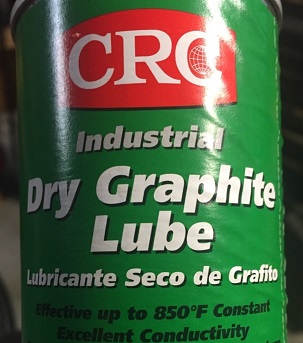 CRC
Industrial
Dry Graphite
Lube
Lubricante Seco de Grafito
Effective up to 850°F Constant
Excellent Conductivity